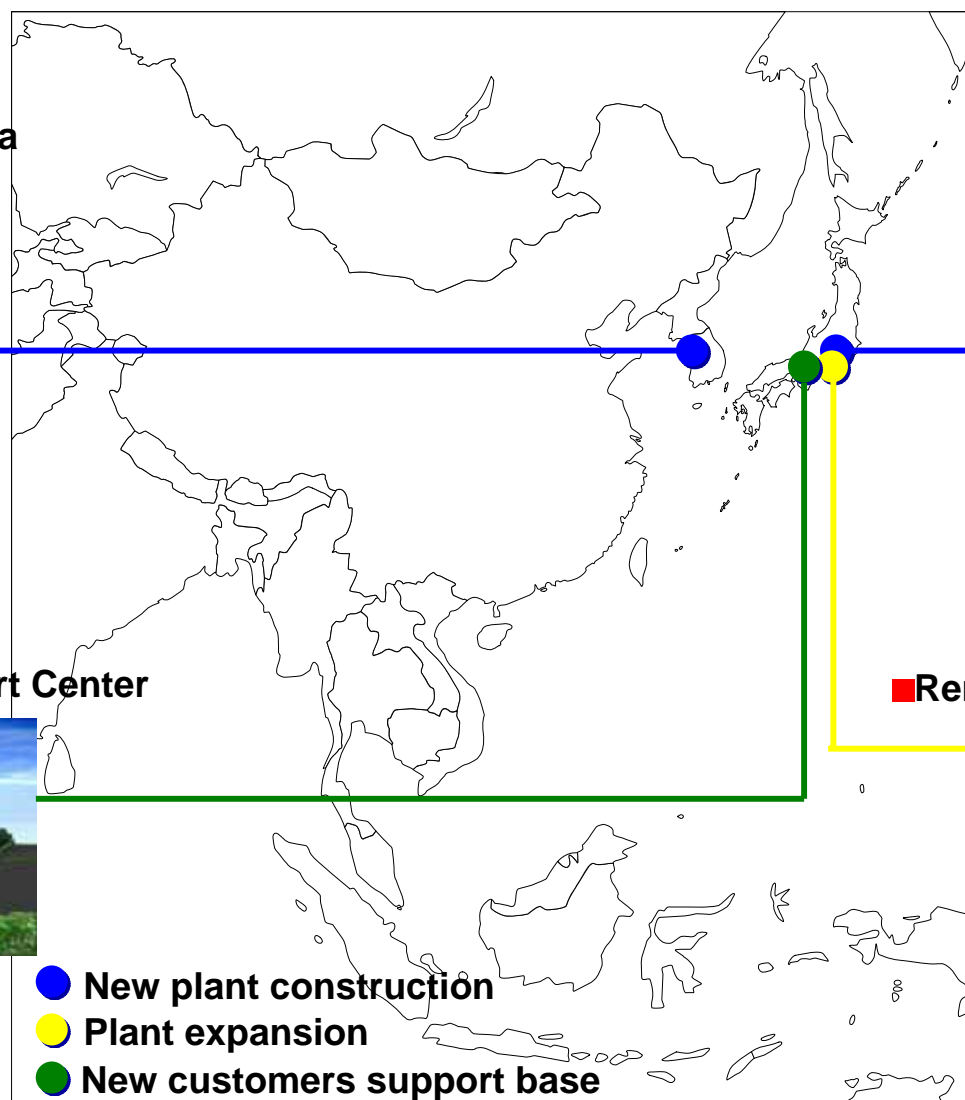 a
rt Center
Re
New plant construction
Plant expansion
New customers support base